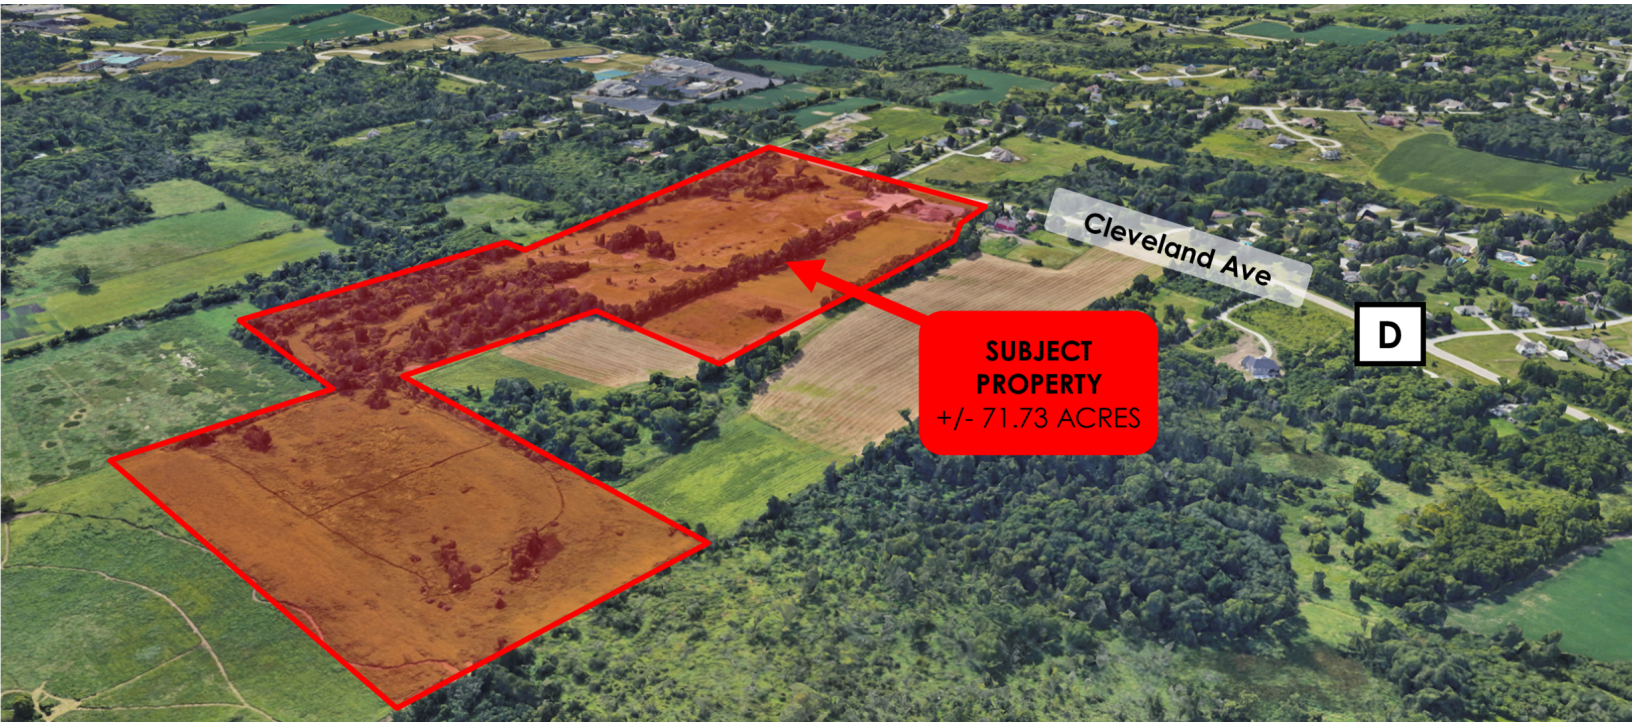 Cleveland Ave
D
SUBJECT
PROPERTY
+/- 71.73 ACRES